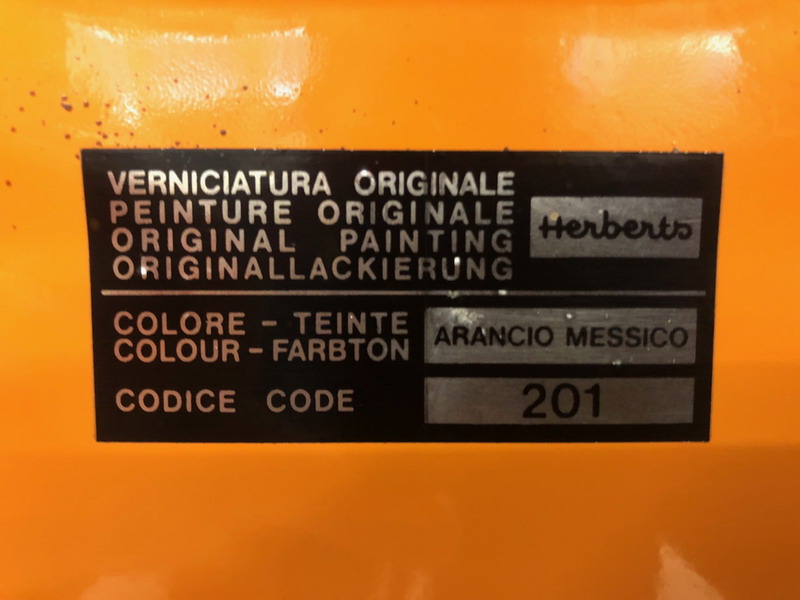 VERNICIATURA ORIGINALE
PEINTURE ORIGINALE
ORIGINAL PAINTING
ORIGINALLACKIERUNG
Herberts
COLORE - TEINTE
COLOUR - FARBTON
ARANCIO MESSICO
CODICE CODE
201